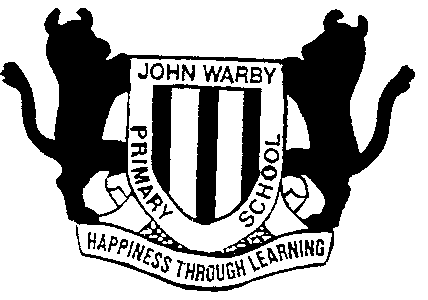 JOHN WARBY
PRIMARY
SCHOOL
HAPPINESS THROUGH LEARNING